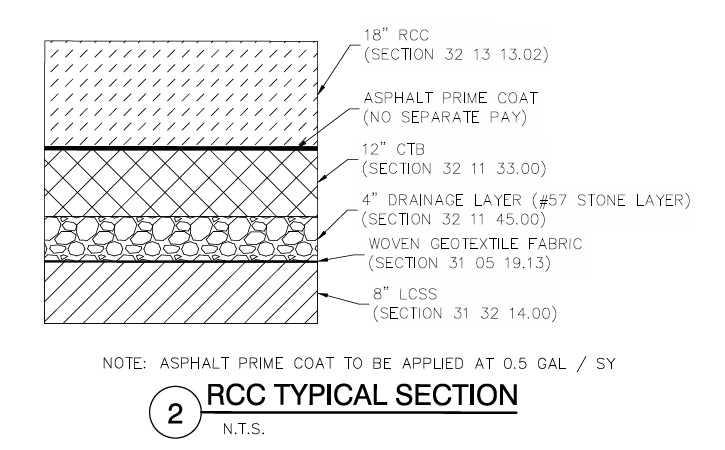 18" RCC
(SECTION 32 13 13.02)
ASPHALT PRIME COAT
(NO SEPARATE PAY)
12" CTB
(SECTION 32 11 33.00)
4" DRAINAGE LAYER (#57 STONE LAYER)
(SECTION 32 11 45.00)
WOVEN GEOTEXTILE FABRIC
(SECTION 31 05 19.13)
8" LCSS
(SECTION 31 32 14.00)
NOTE: ASPHALT PRIME COAT TO BE APPLIED AT 0.5 GAL / SY
2 RCC TYPICAL SECTION
N.T.S.